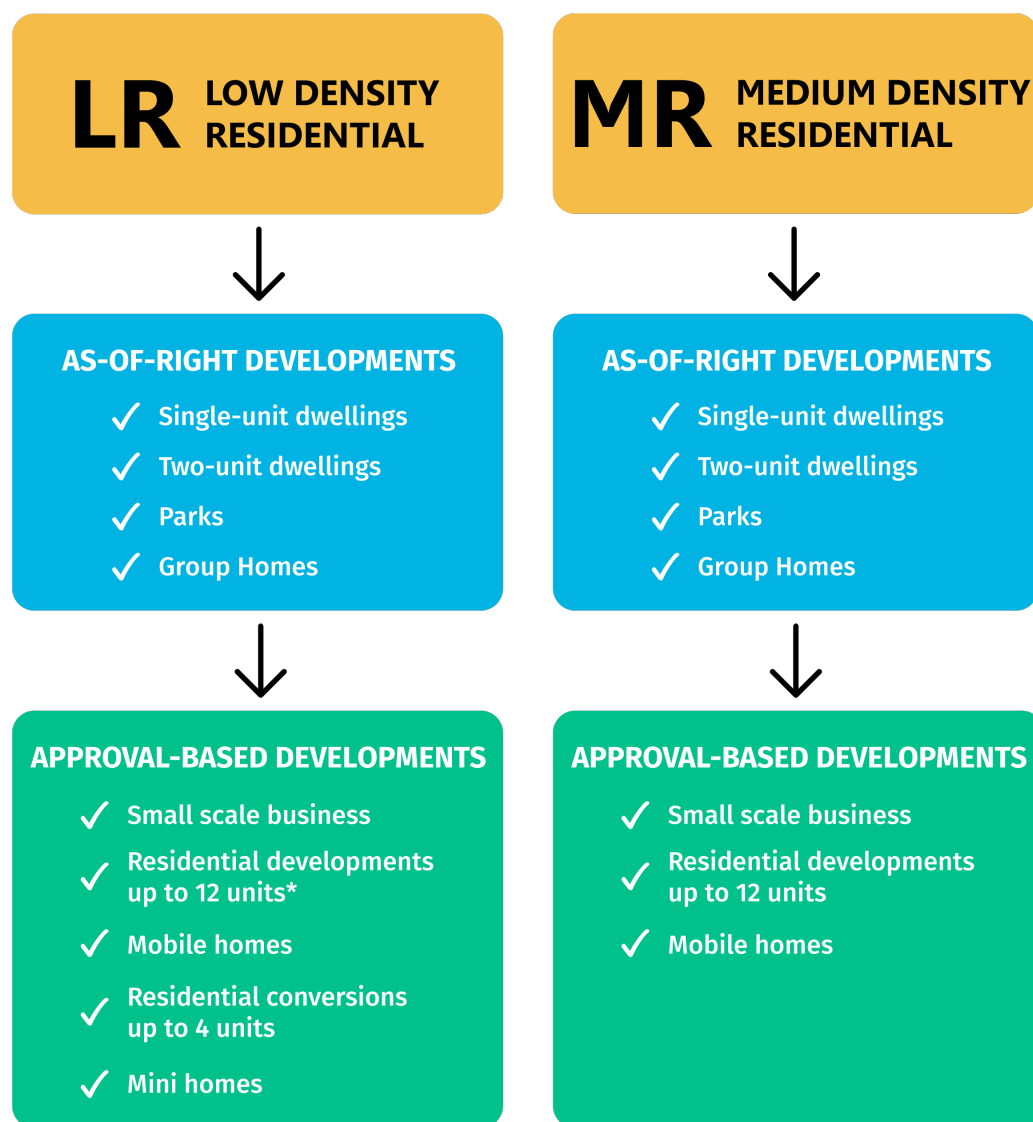 LR LOW DENSITY
RESIDENTIAL
AS-OF-RIGHT DEVELOPMENTS
Single-unit dwellings
Two-unit dwellings
Parks
Group Homes
APPROVAL-BASED DEVELOPMENTS
Small scale business
Residential developments
up to 12 units*
Mobile homes
Residential conversions
up to 4 units
Mini homes
MR MEDIUM DENSITY
RESIDENTIAL
AS-OF-RIGHT DEVELOPMENTS
Single-unit dwellings
Two-unit dwellings
Parks
Group Homes
APPROVAL-BASED DEVELOPMENTS
Small scale business
Residential developments
up to 12 units
Mobile homes